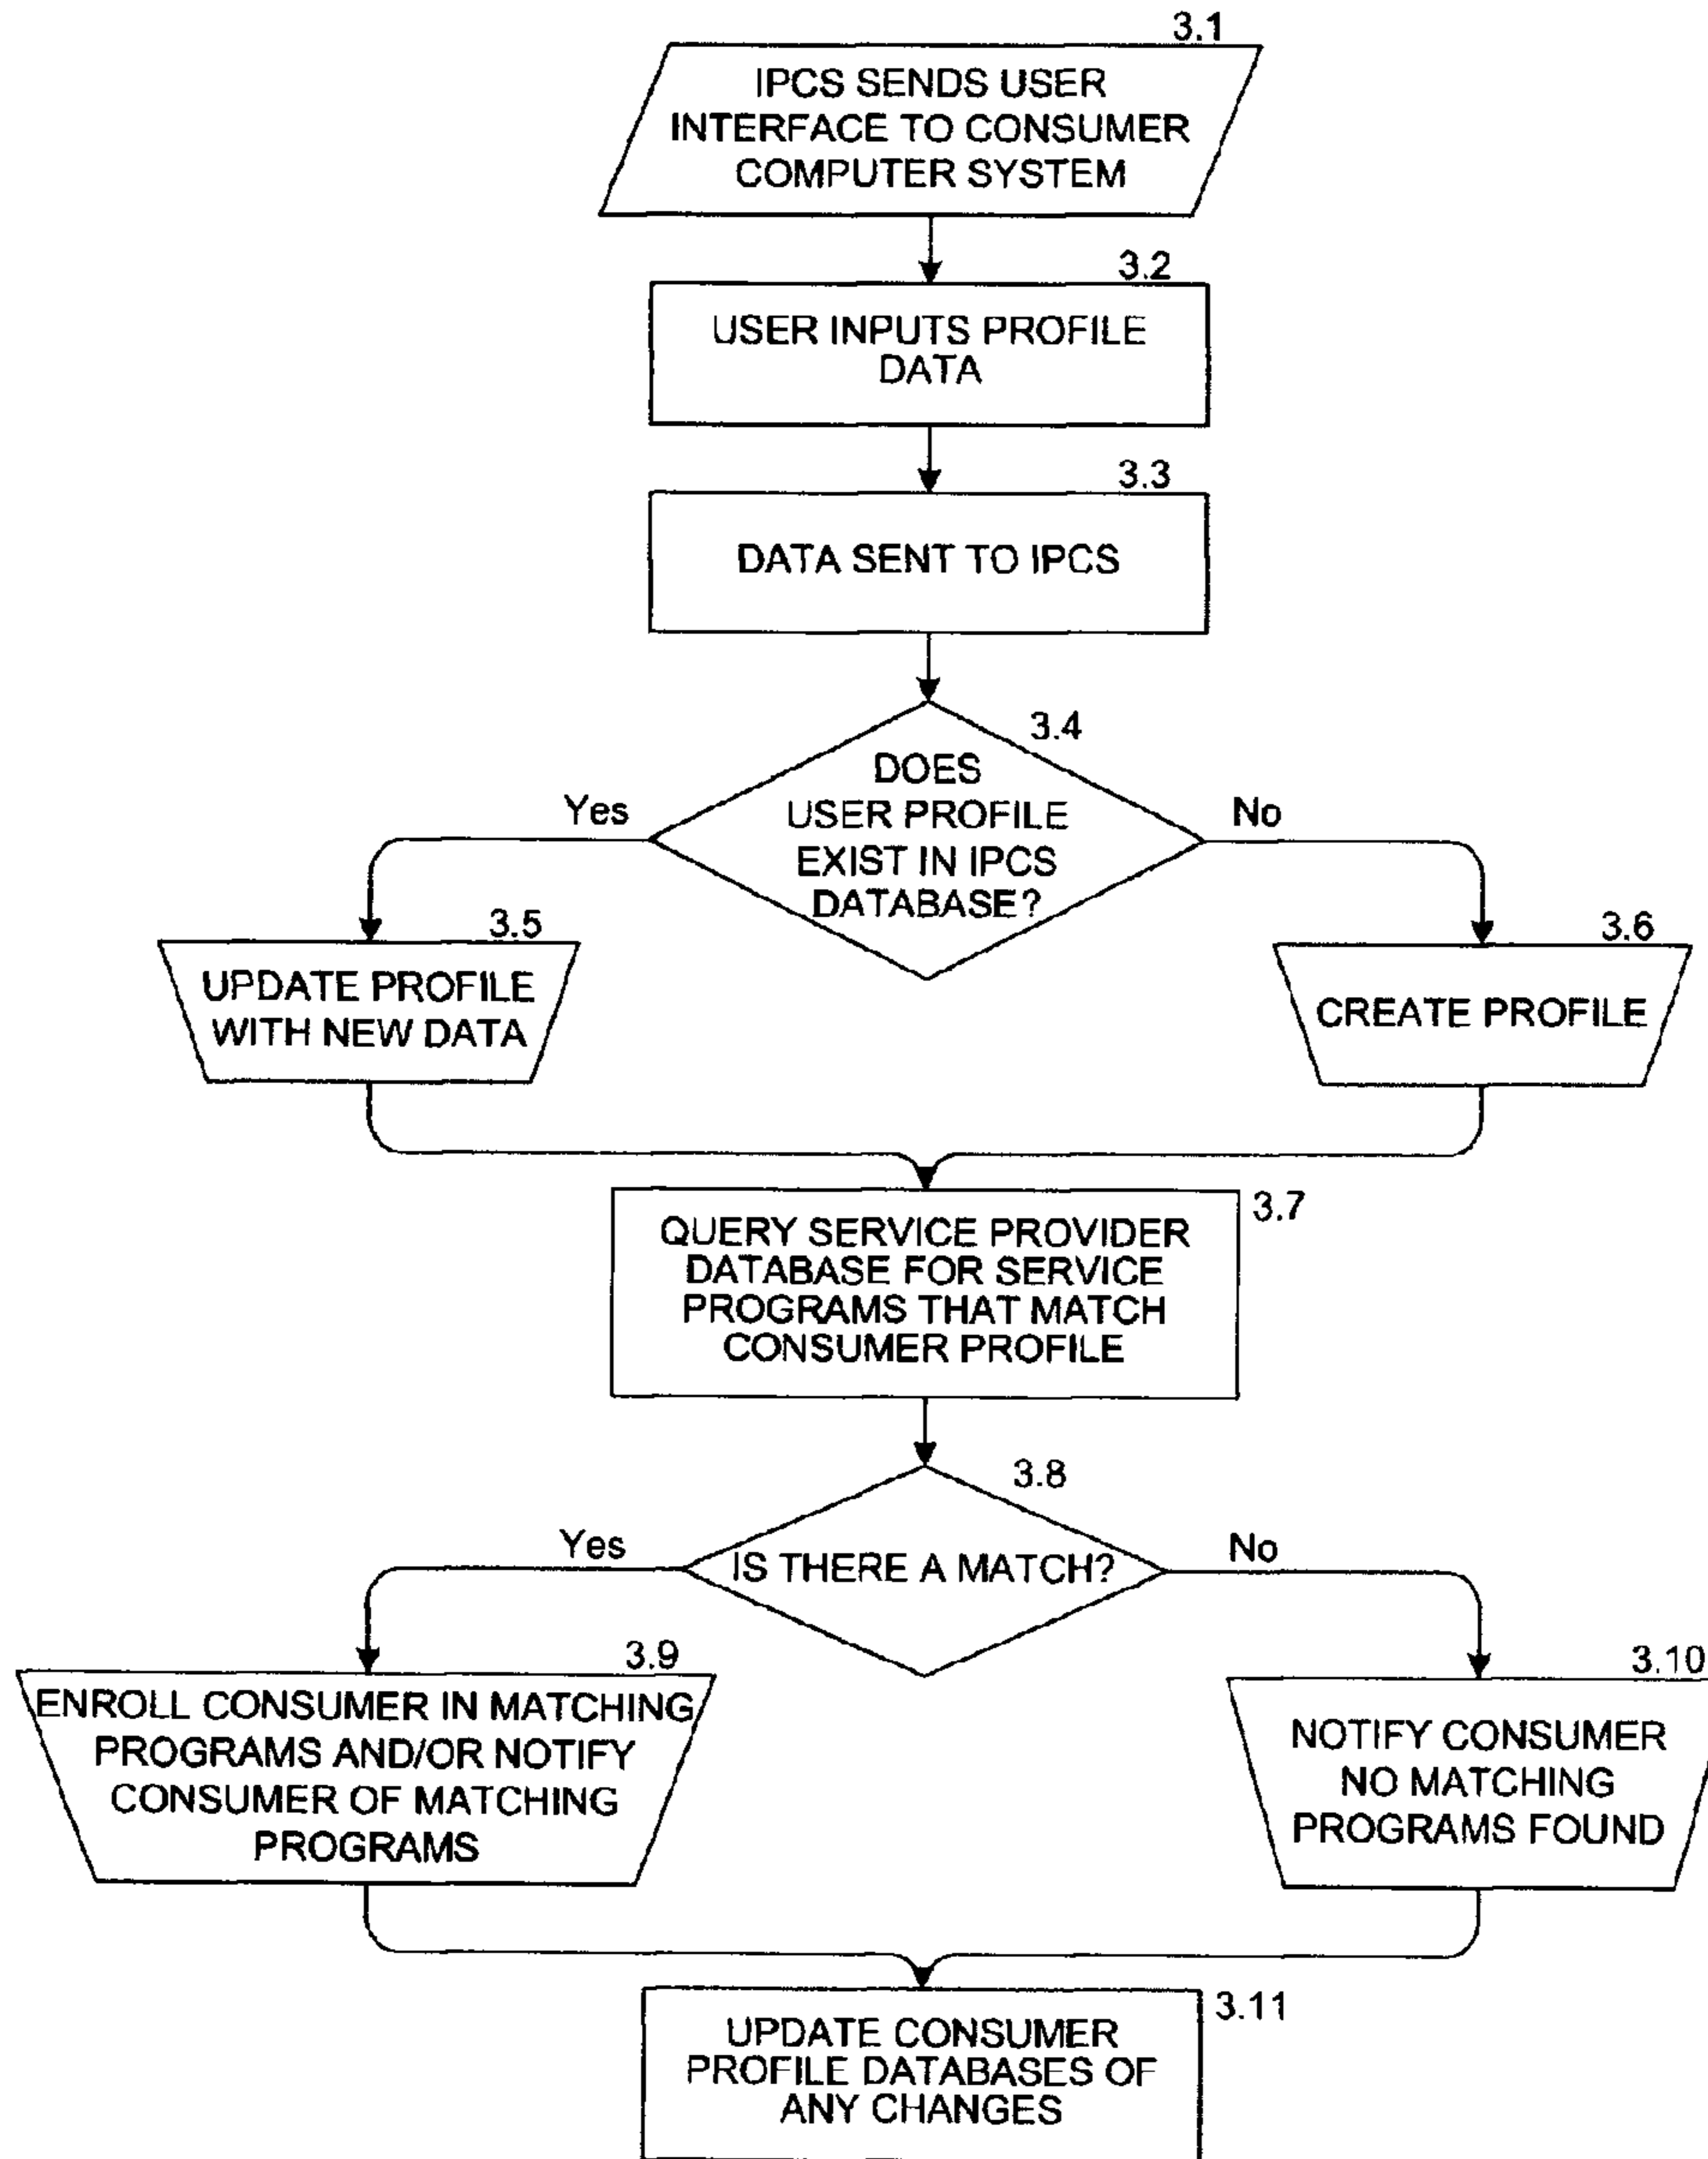 3.1
IPCS SENDS USER
INTERFACE TO CONSUMER
COMPUTER SYSTEM
3.2
USER INPUTS PROFILE
DATA
3.3
DATA SENT TO IPCS
3.4
DOES
USER PROFILE
EXIST IN IPCS
DATABASE?
Yes
No
3.5
UPDATE PROFILE
WITH NEW DATA
3.6
CREATE PROFILE
3.7
QUERY SERVICE PROVIDER
DATABASE FOR SERVICE
PROGRAMS THAT MATCH
CONSUMER PROFILE
3.8
IS THERE A MATCH?
Yes
No
3.9
ENROLL CONSUMER IN MATCHING
PROGRAMS AND/OR NOTIFY
CONSUMER OF MATCHING
PROGRAMS
3.10
NOTIFY CONSUMER
NO MATCHING
PROGRAMS FOUND
3.11
UPDATE CONSUMER
PROFILE DATABASES OF
ANY CHANGES